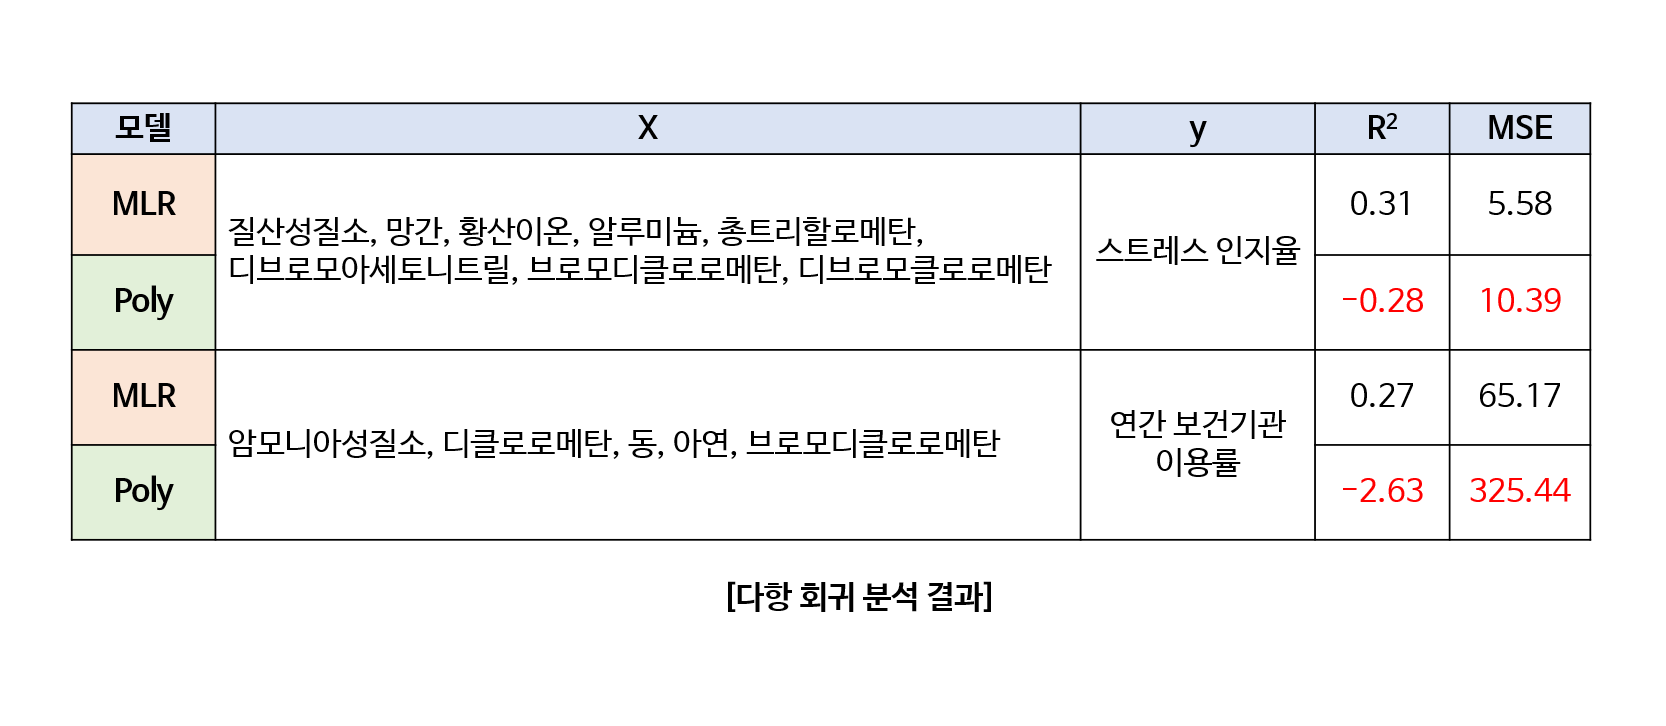 모델 X y R² MSE
MLR 질산성질소, 망간, 황산이온, 알루미늄, 총트리할로메탄,
디브로모아세토니트릴, 브로모디클로로메탄, 디브로모클로로메탄 스트레스 인지율 0.31 5.58
Poly -0.28 10.39
MLR 암모니아성질소, 디클로로메탄, 동, 아연, 브로모디클로로메탄 연간 보건기관
이용률 0.27 65.17
Poly -2.63 325.44
[다항 회귀 분석 결과]